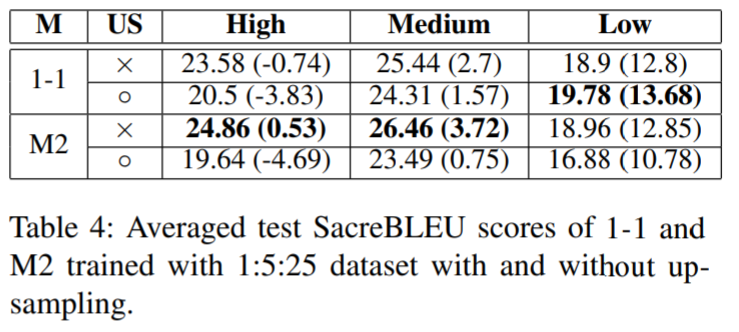 M US High Medium Low
1-1 × 23.58 (-0.74) 25.44 (2.7) 18.9 (12.8)
○ 20.5 (-3.83) 24.31 (1.57) 19.78 (13.68)
M2 × 24.86 (0.53) 26.46 (3.72) 18.96 (12.85)
○ 19.64 (-4.69) 23.49 (0.75) 16.88 (10.78)
Table 4: Averaged test SacreBLEU scores of 1-1 and
M2 trained with 1:5:25 dataset with and without up-
sampling.